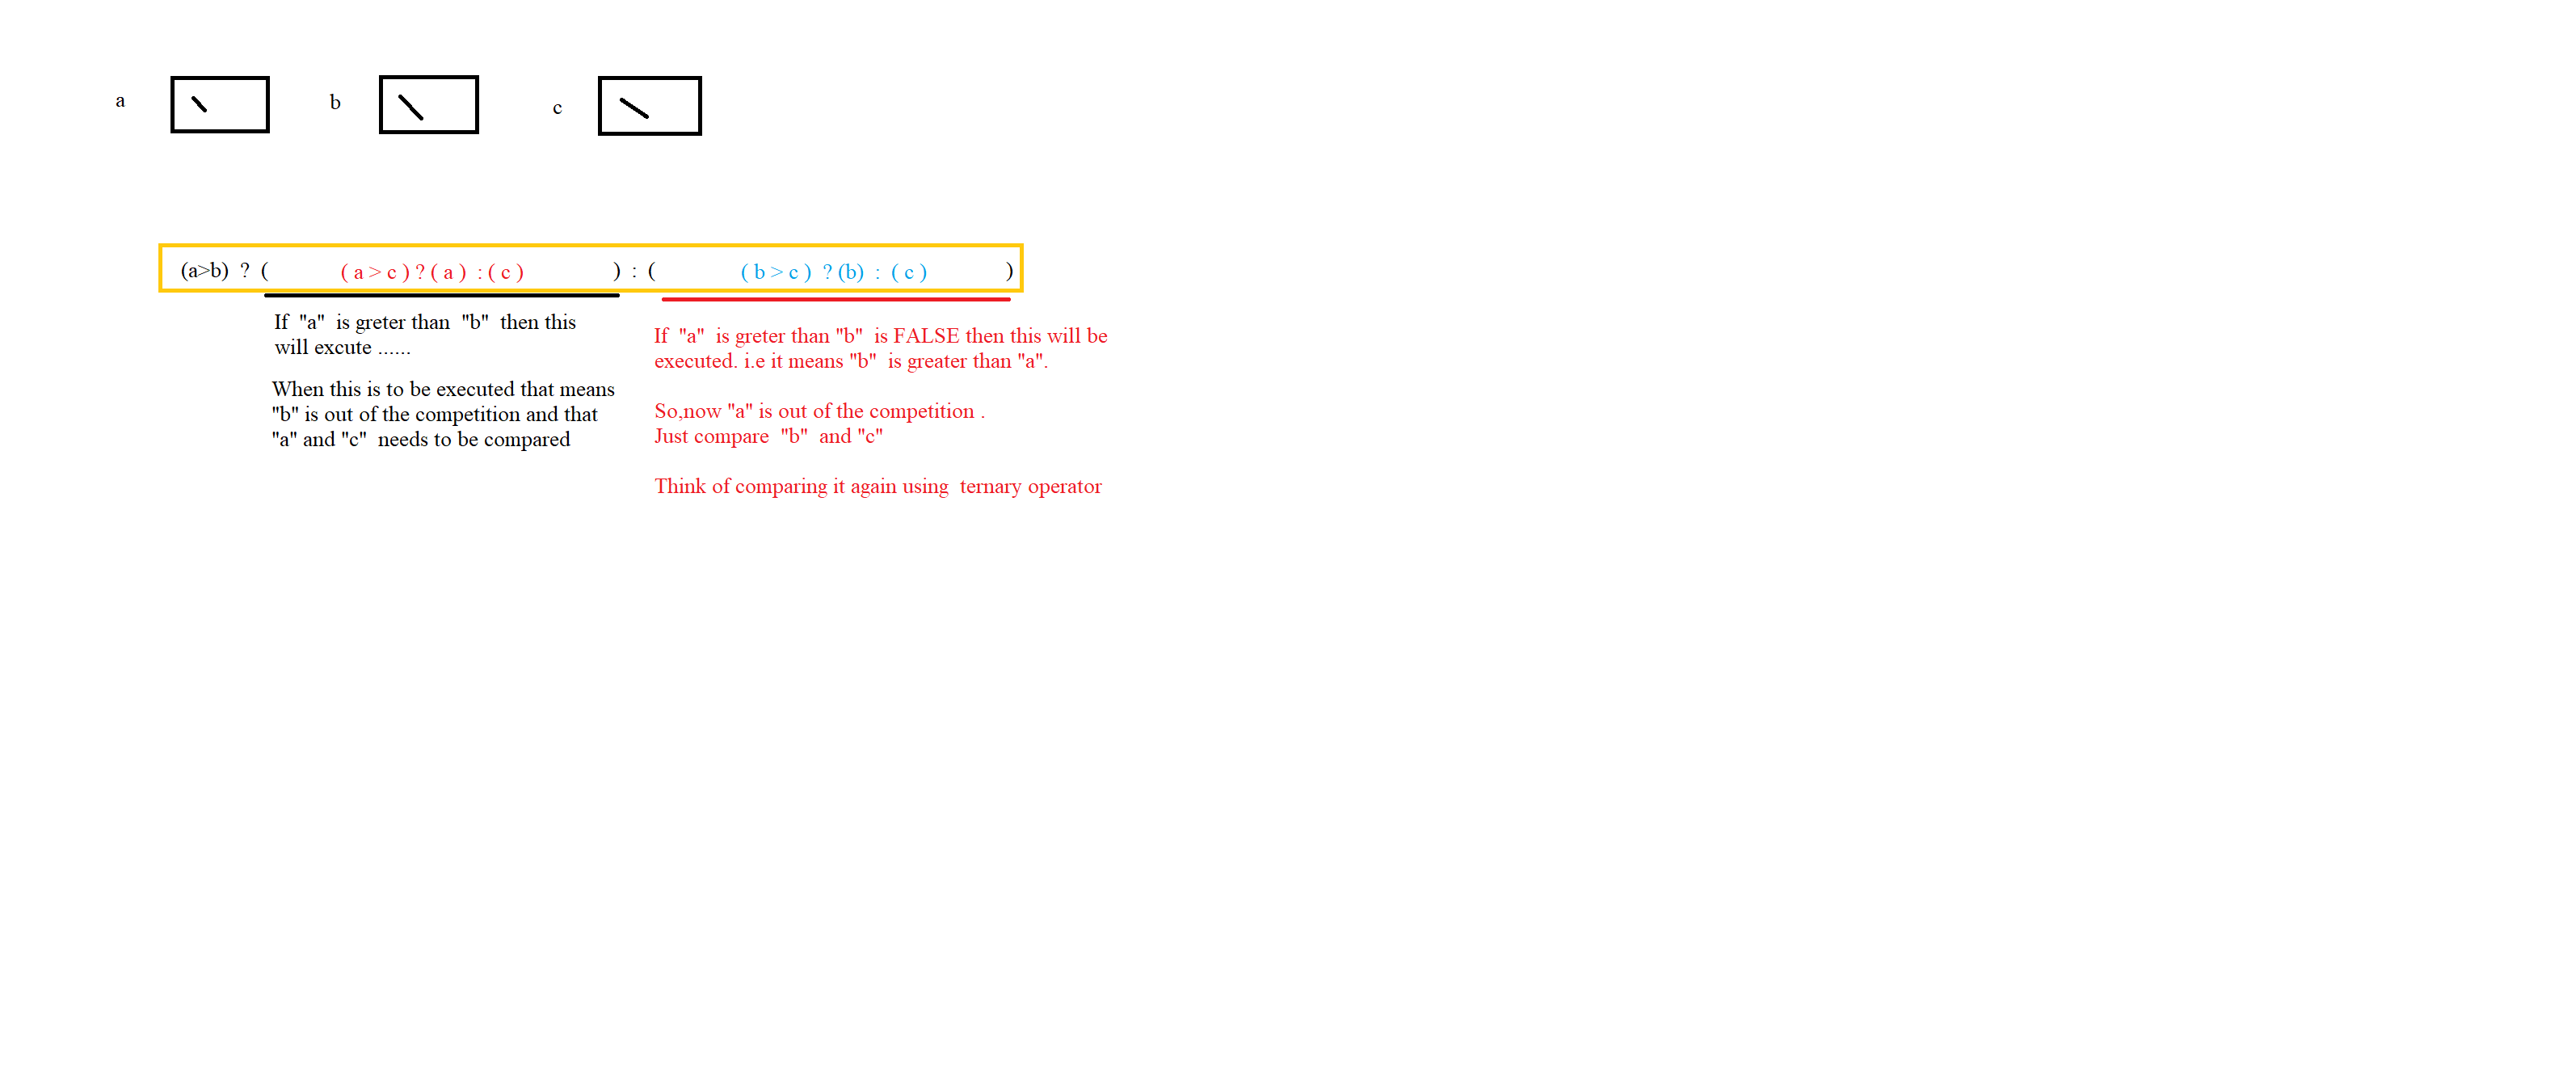 a b c
(a>b) ? ( ( a > c ) ? ( a ) : ( c ) ) : ( ( b > c ) ? (b) : ( c ) )
If "a" is greter than "b" then this
will excute ......
When this is to be executed that means
"b" is out of the competition and that
"a" and "c" needs to be compared
If "a" is greter than "b" is FALSE then this will be
executed. i.e it means "b" is greater than "a".
So,now "a" is out of the competition .
Just compare "b" and "c"
Think of comparing it again using ternary operator